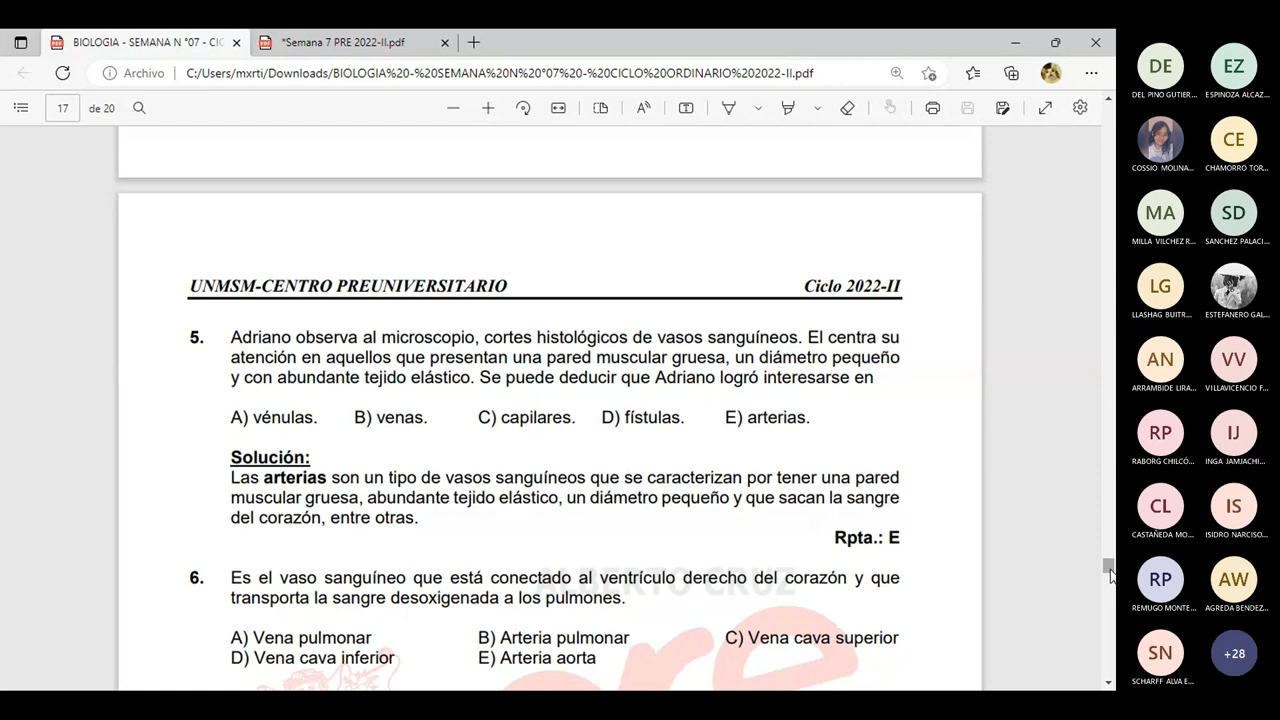 BIOLOGIA - SEMANA N °07 - CIC
*Semana 7 PRE 2022-II.pdf
Archivo
C:/Users/mxrti/Downloads/BIOLOGIA%20-%20SEMANA%20N%20°07%20-%20CICLO%20ORDINARIO%202022-II.pdf
17 de 20
UNMSM-CENTRO PREUNIVERSITARIO Ciclo 2022-II
5. Adriano observa al microscopio, cortes histológicos de vasos sanguíneos. El centra su
atención en aquellos que presentan una pared muscular gruesa, un diámetro pequeño
y con abundante tejido elástico. Se puede deducir que Adriano logró interesarse en
A) vénulas. B) venas. C) capilares. D) fístulas. E) arterias.
Solución:
Las arterias son un tipo de vasos sanguíneos que se caracterizan por tener una pared
muscular gruesa, abundante tejido elástico, un diámetro pequeño y que sacan la sangre
del corazón, entre otras.
Rpta.: E
ALBERTO CRUZ
6. Es el vaso sanguíneo que está conectado al ventrículo derecho del corazón y que
transporta la sangre desoxigenada a los pulmones.
A) Vena pulmonar B) Arteria pulmonar C) Vena cava superior
D) Vena cava inferior E) Arteria aorta
pre
DE EZ
DEL PINO GUTIER... ESPINOZA ALCAZ...
CE
COSSIO MOLINA... CHAMORRO TOR...
MA SD
MILLA VILCHEZ R... SANCHEZ PALACI...
LG
LLASHAG BUITR... ESTEFANERO GAL...
AN VV
ARRAMBIDE LIRA... VILLAVICENCIO F...
RP IJ
RABORG CHILCÓ... INGA JAMJACHI...
CL IS
CASTAÑEDA MO... ISIDRO NARCISO...
RP AW
REMUGO MONTE... AGREDA BENDEZ...
SN +28
SCHARFF ALVA E...